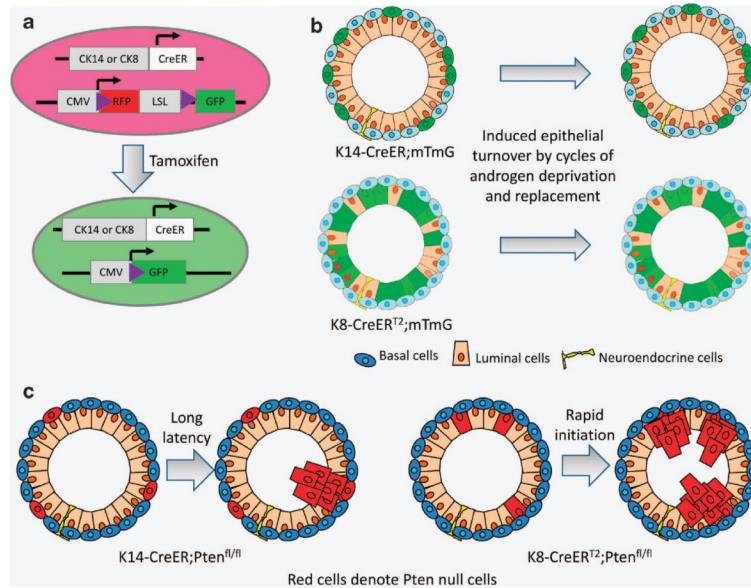 a
CK14 or CK8 CreER
CMV RFP LSL GFP
Tamoxifen
CK14 or CK8 CreER
CMV GFP
b
K14-CreER;mTmG
Induced epithelial
turnover by cycles of
androgen deprivation
and replacement
K8-CreERT2;mTmG
Basal cells Luminal cells Neuroendocrine cells
c
Long
latency
K14-CreER;Ptenfl/fl
Rapid
initiation
K8-CreERT2;Ptenfl/fl
Red cells denote Pten null cells